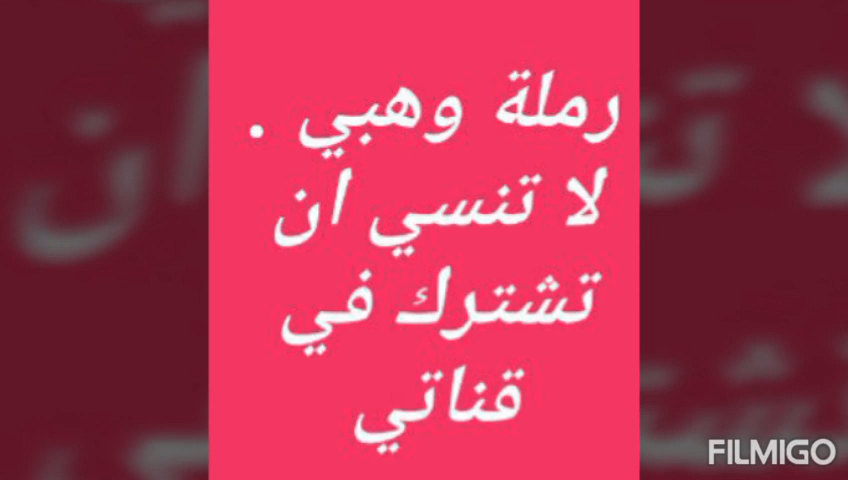 رملة وهبي .
لا تنسي ان
تشترك في
قناتي
FILMIGO